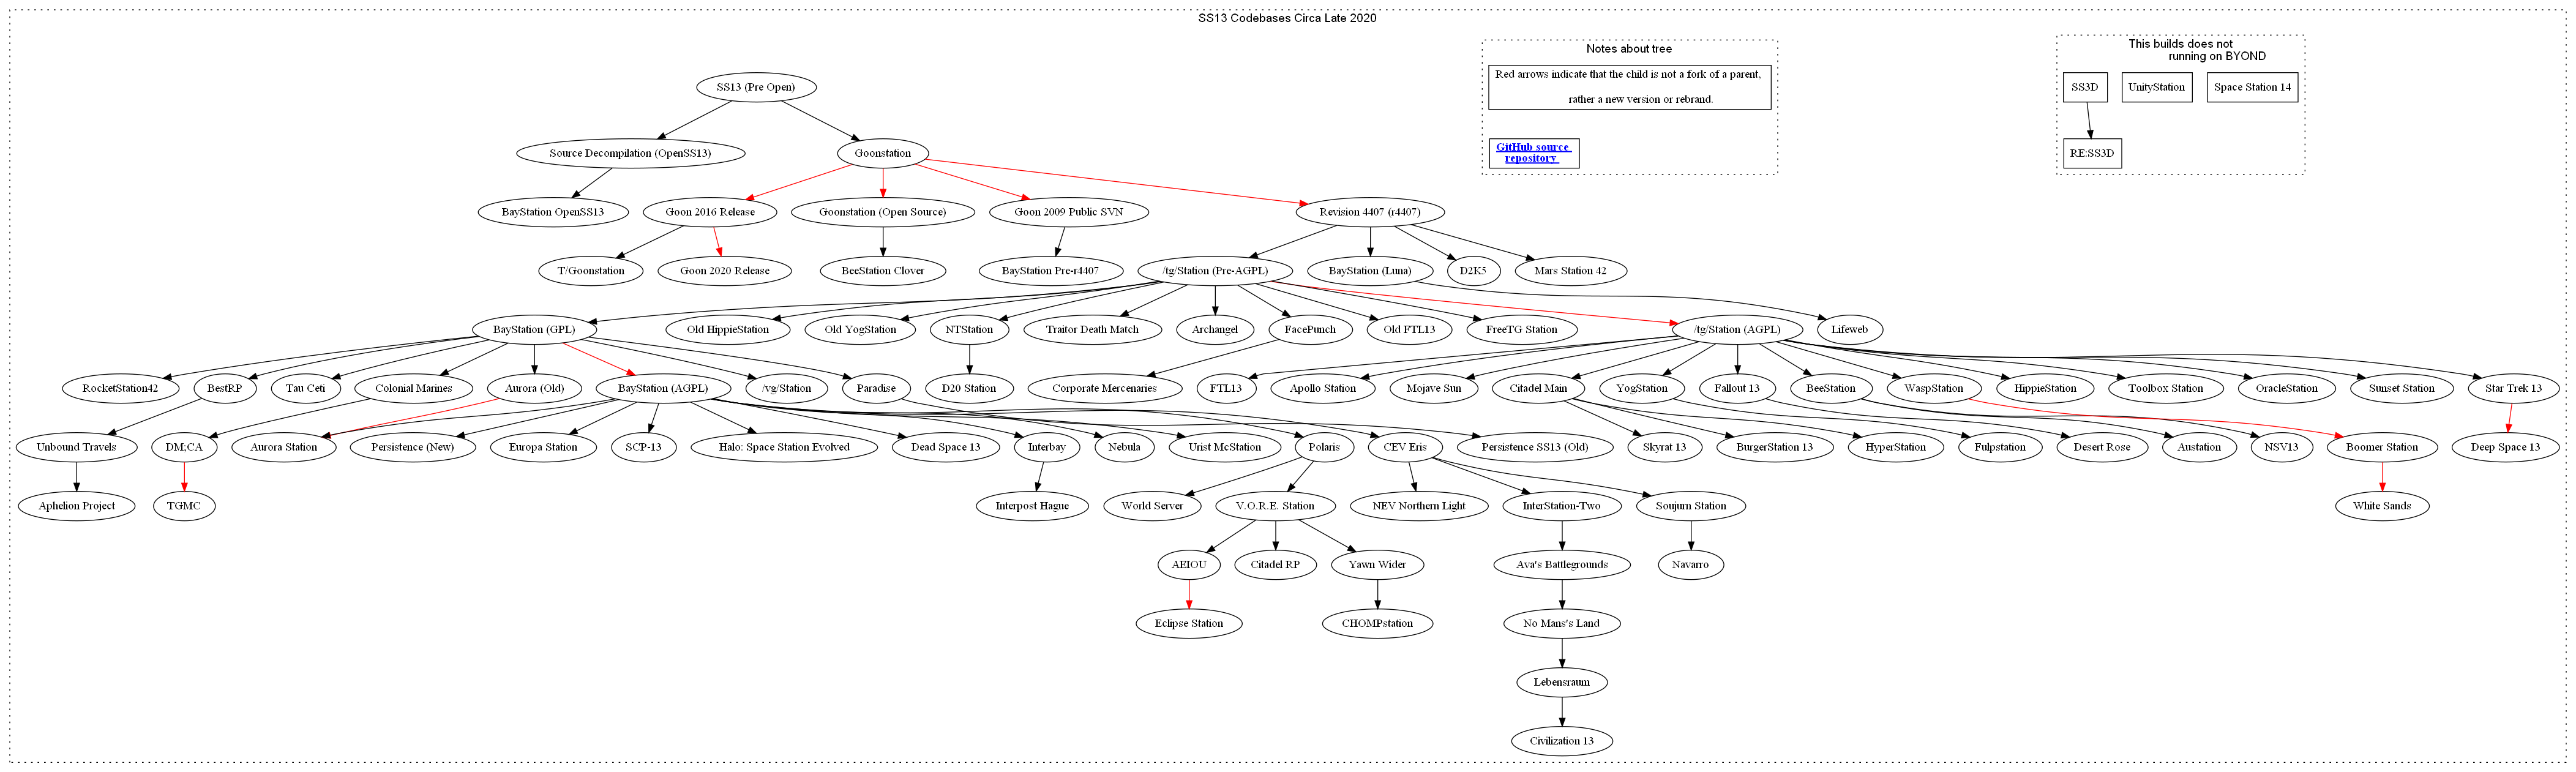 SS13 Codebases Circa Late 2020
Notes about tree
Red arrows indicate that the child is not a fork of a parent,
rather a new version or rebrand.
GitHub source
repository
This builds does not
running on BYOND
SS3D
UnityStation
Space Station 14
RE:SS3D
SS13 (Pre Open)
Source Decompilation (OpenSS13)
Goonstation
BayStation OpenSS13
Goon 2016 Release
Goonstation (Open Source)
Goon 2009 Public SVN
Revision 4407 (r4407)
T/Goonstation
Goon 2020 Release
BeeStation Clover
BayStation Pre-r4407
/tg/Station (Pre-AGPL)
BayStation (Luna)
D2K5
Mars Station 42
BayStation (GPL)
Old HippieStation
Old YogStation
NTStation
Traitor Death Match
Archangel
FacePunch
Old FTL13
FreeTG Station
/tg/Station (AGPL)
Lifeweb
RocketStation42
BestRP
Tau Ceti
Colonial Marines
Aurora (Old)
BayStation (AGPL)
/vg/Station
Paradise
D20 Station
Corporate Mercenaries
FTL13
Apollo Station
Mojave Sun
Citadel Main
YogStation
Fallout 13
BeeStation
WaspStation
HippieStation
Toolbox Station
OracleStation
Sunset Station
Star Trek 13
Unbound Travels
DM;CA
Aurora Station
Persistence (New)
Europa Station
SCP-13
Halo: Space Station Evolved
Dead Space 13
Interbay
Nebula
Urist McStation
Polaris
CEV Eris
Persistence SS13 (Old)
Skyrat 13
BurgerStation 13
HyperStation
Fulpstation
Desert Rose
Austation
NSV13
Boomer Station
Deep Space 13
Aphelion Project
TGMC
Interpost Hague
World Server
V.O.R.E. Station
NEV Northern Light
InterStation-Two
Soujurn Station
White Sands
AEIOU
Citadel RP
Yawn Wider
Ava's Battlegrounds
Navarro
Eclipse Station
CHOMPstation
No Mans's Land
Lebensraum
Civilization 13